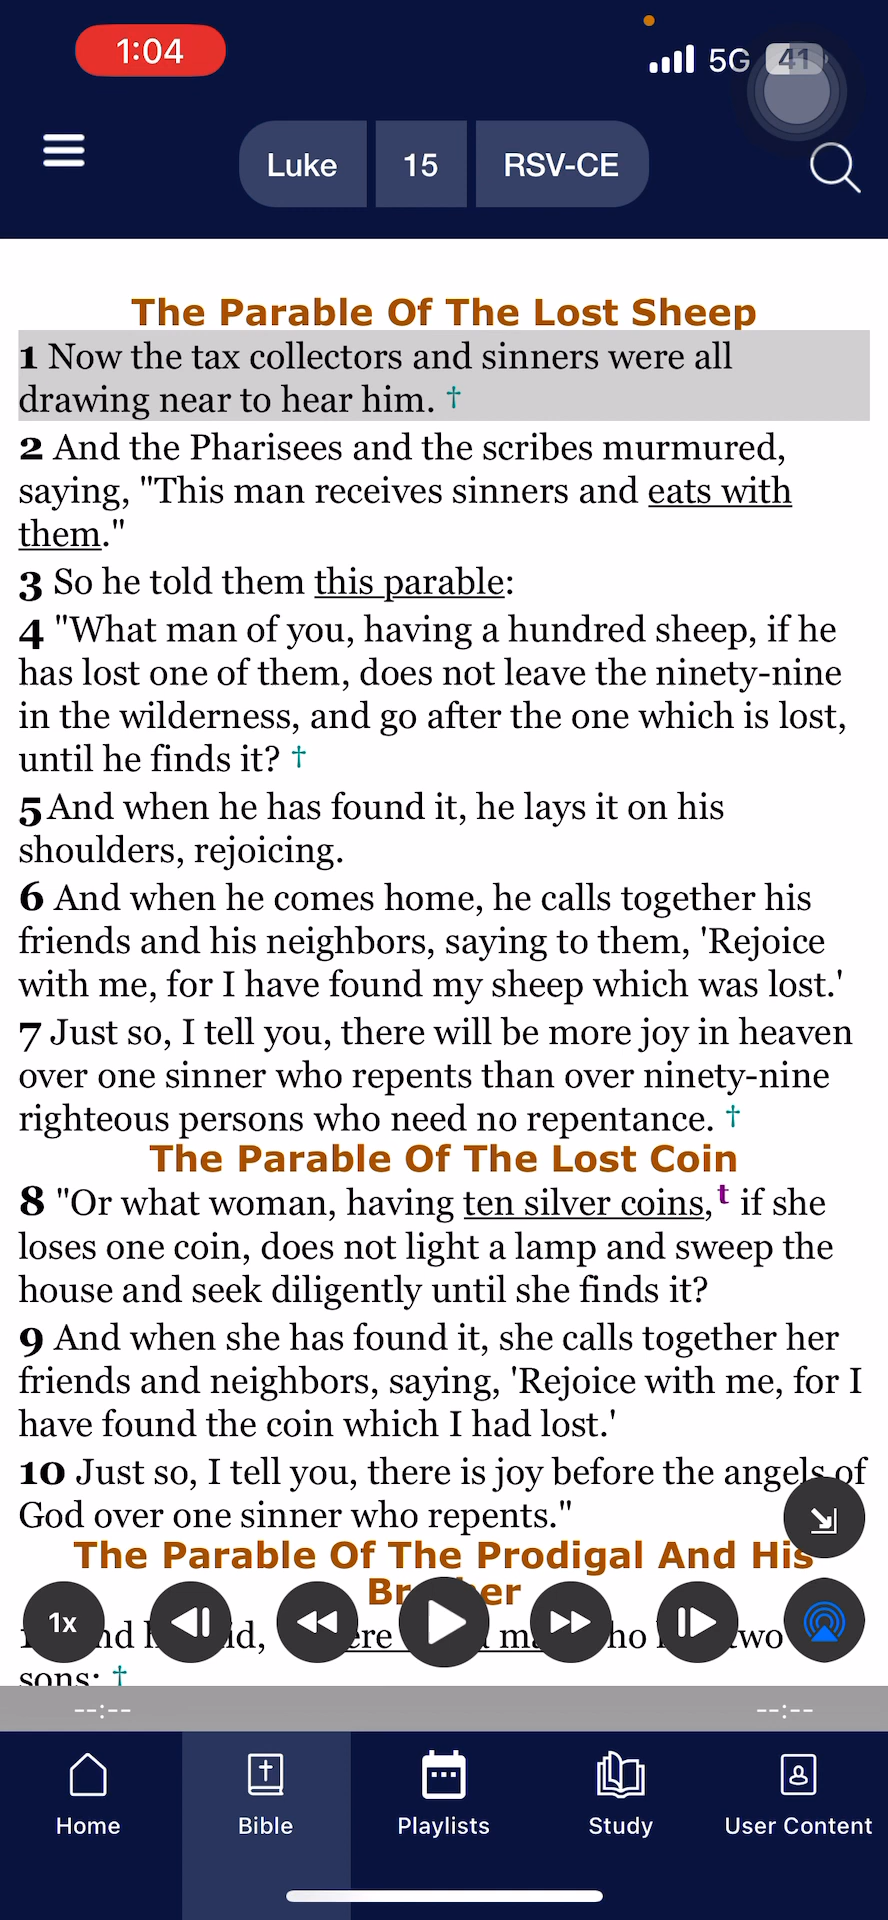 1:04
5G 41
Luke 15 RSV-CE
The Parable Of The Lost Sheep
1 Now the tax collectors and sinners were all
drawing near to hear him. †
2 And the Pharisees and the scribes murmured,
saying, "This man receives sinners and eats with
them."
3 So he told them this parable:
4 "What man of you, having a hundred sheep, if he
has lost one of them, does not leave the ninety-nine
in the wilderness, and go after the one which is lost,
until he finds it? †
5 And when he has found it, he lays it on his
shoulders, rejoicing.
6 And when he comes home, he calls together his
friends and his neighbors, saying to them, 'Rejoice
with me, for I have found my sheep which was lost.'
7 Just so, I tell you, there will be more joy in heaven
over one sinner who repents than over ninety-nine
righteous persons who need no repentance. †
The Parable Of The Lost Coin
8 "Or what woman, having ten silver coins,t if she
loses one coin, does not light a lamp and sweep the
house and seek diligently until she finds it?
9 And when she has found it, she calls together her
friends and neighbors, saying, 'Rejoice with me, for I
have found the coin which I had lost.'
10 Just so, I tell you, there is joy before the angels of
God over one sinner who repents."
The Parable Of The Prodigal And His
1x
two
sons: †
--:-- --:--
Home Bible Playlists Study User Content